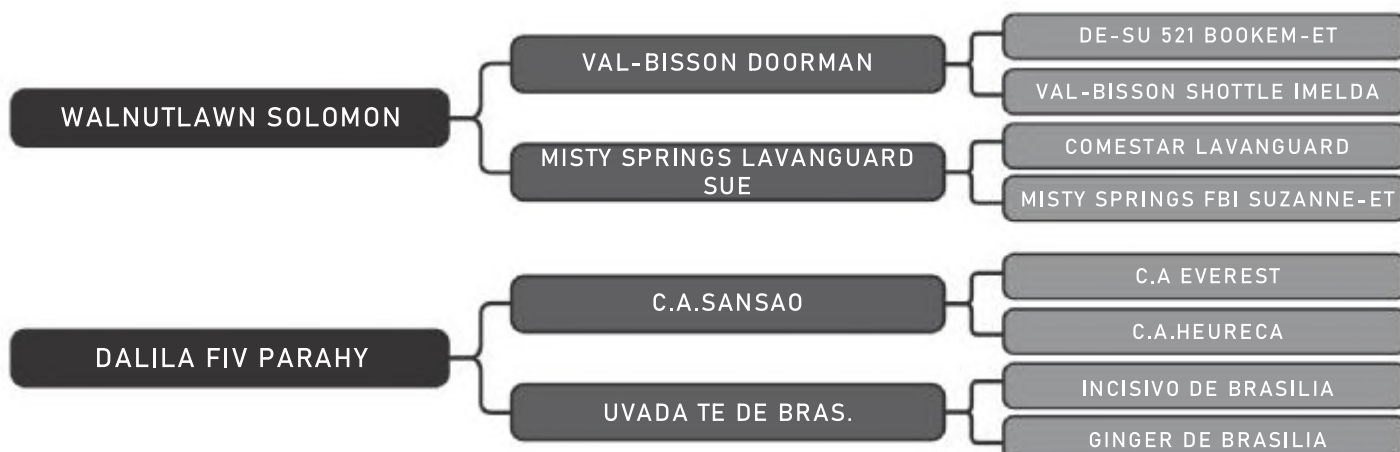 WALNUTLAWN SOLOMON
VAL-BISSON DOORMAN
DE-SU 521 BOOKEM-ET
VAL-BISSON SHOTTLE IMELDA
MISTY SPRINGS LAVANGUARD
SUE
COMESTAR LAVANGUARD
MISTY SPRINGS FBI SUZANNE-ET
DALILA FIV PARAHY
C.A.SANSAO
C.A EVEREST
C.A.HEURECA
UVADA TE DE BRAS.
INCISIVO DE BRASILIA
GINGER DE BRASILIA